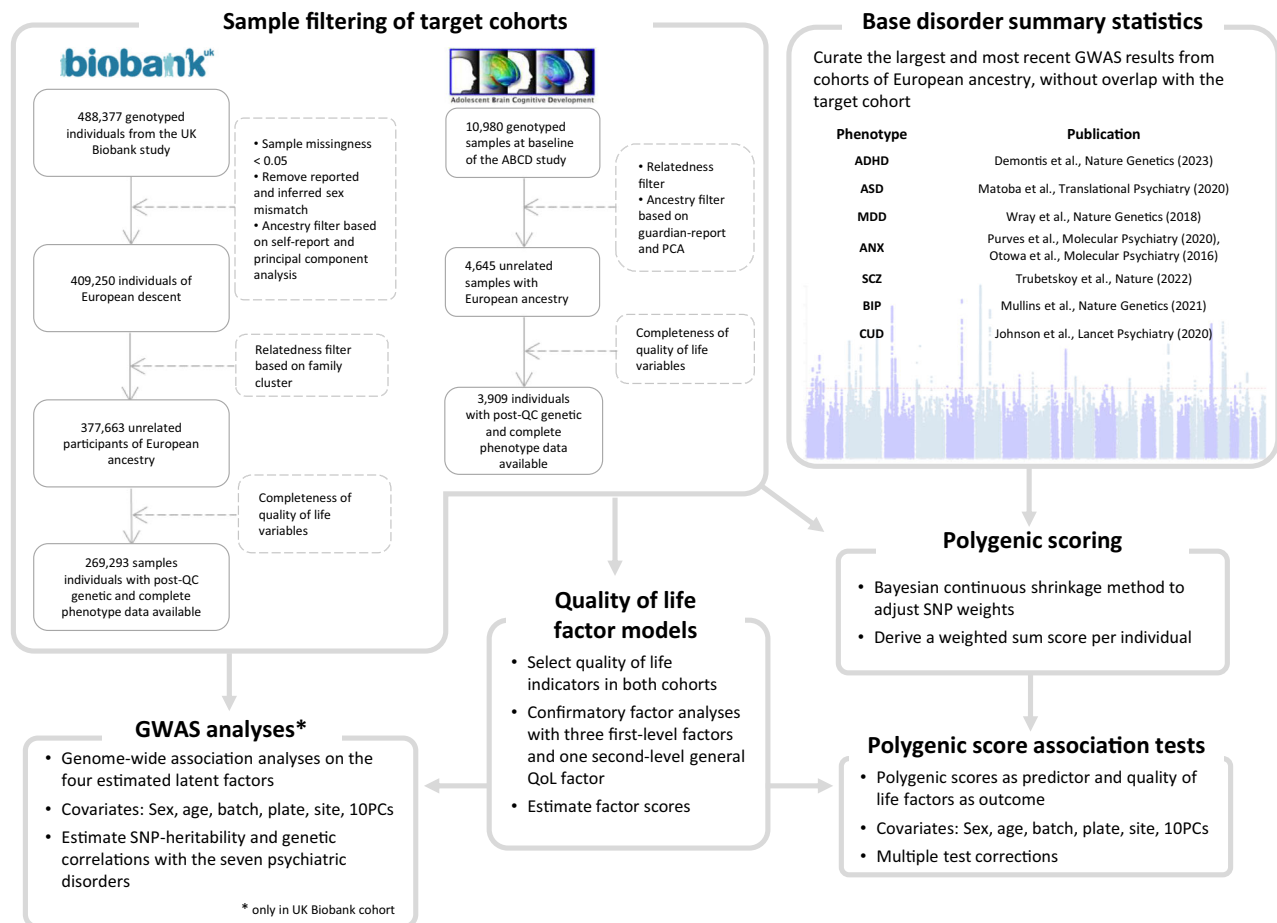 Sample filtering of target cohorts
biobank uk
488,377 genotyped
individuals from the UK
Biobank study
• Sample missingness
< 0.05
• Remove reported
and inferred sex
mismatch
• Ancestry filter based
on self-report and
principal component
analysis
409,250 individuals of
European descent
Relatedness filter
based on family
cluster
377,663 unrelated
participants of European
ancestry
Completeness of
quality of life
variables
269,293 samples
individuals with post-QC
genetic and complete
phenotype data available
Adolescent Brain Cognitive Development
10,980 genotyped
samples at baseline
of the ABCD study
• Relatedness
filter
• Ancestry filter
based on
guardian-report
and PCA
4,645 unrelated
samples with
European ancestry
Completeness of
quality of life
variables
3,909 individuals
with post-QC genetic
and complete
phenotype data
available
Base disorder summary statistics
Curate the largest and most recent GWAS results from
cohorts of European ancestry, without overlap with the
target cohort
Phenotype Publication
ADHD Demontis et al., Nature Genetics (2023)
ASD Matoba et al., Translational Psychiatry (2020)
MDD Wray et al., Nature Genetics (2018)
ANX Purves et al., Molecular Psychiatry (2020),
Otowa et al., Molecular Psychiatry (2016)
SCZ Trubetskoy et al., Nature (2022)
BIP Mullins et al., Nature Genetics (2021)
CUD Johnson et al., Lancet Psychiatry (2020)
Polygenic scoring
• Bayesian continuous shrinkage method to
adjust SNP weights
• Derive a weighted sum score per individual
Quality of life
factor models
• Select quality of life
indicators in both cohorts
• Confirmatory factor analyses
with three first-level factors
and one second-level general
QoL factor
• Estimate factor scores
GWAS analyses*
• Genome-wide association analyses on the
four estimated latent factors
• Covariates: Sex, age, batch, plate, site, 10PCs
• Estimate SNP-heritability and genetic
correlations with the seven psychiatric
disorders
* only in UK Biobank cohort
Polygenic score association tests
• Polygenic scores as predictor and quality of
life factors as outcome
• Covariates: Sex, age, batch, plate, site, 10PCs
• Multiple test corrections